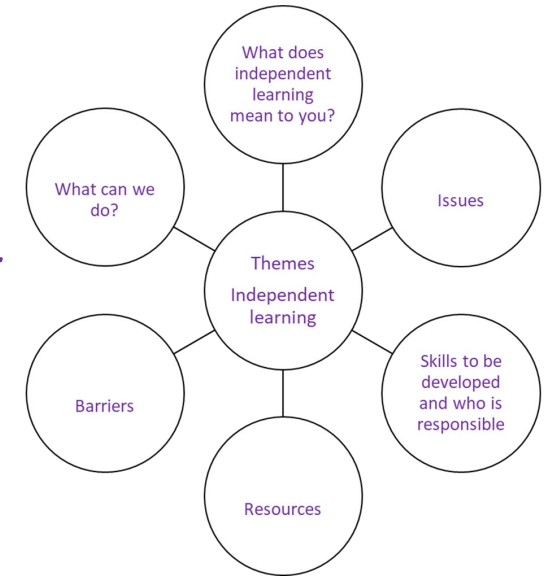 What does
independent
learning
mean to you?
What can we
do?
Issues
Themes
Independent
learning
Barriers
Skills to be
developed
and who is
responsible
Resources